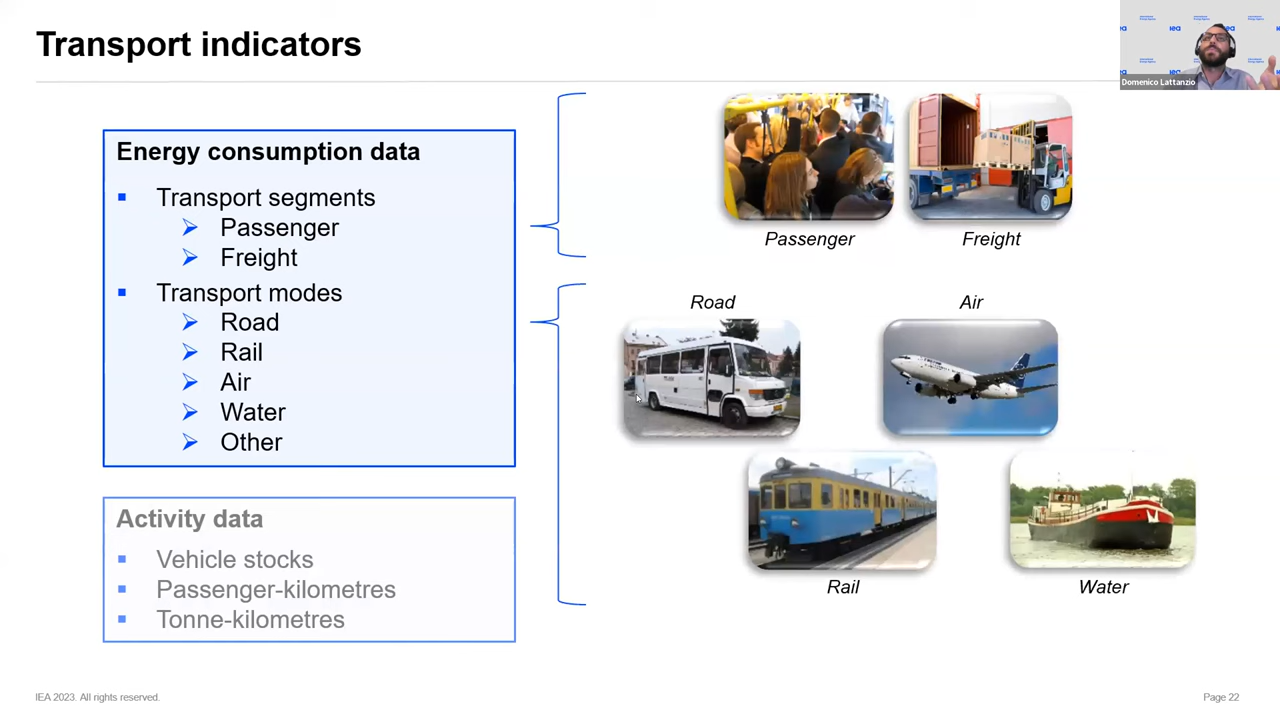 Transport indicators
Energy consumption data
Transport segments
Passenger
Freight
Transport modes
Road
Rail
Air
Water
Other
Activity data
Vehicle stocks
Passenger-kilometres
Tonne-kilometres
Passenger
Freight
Road
Air
Rail
Water
Domenico Lattanzio
iea
IEA 2023. All rights reserved.
Page 22